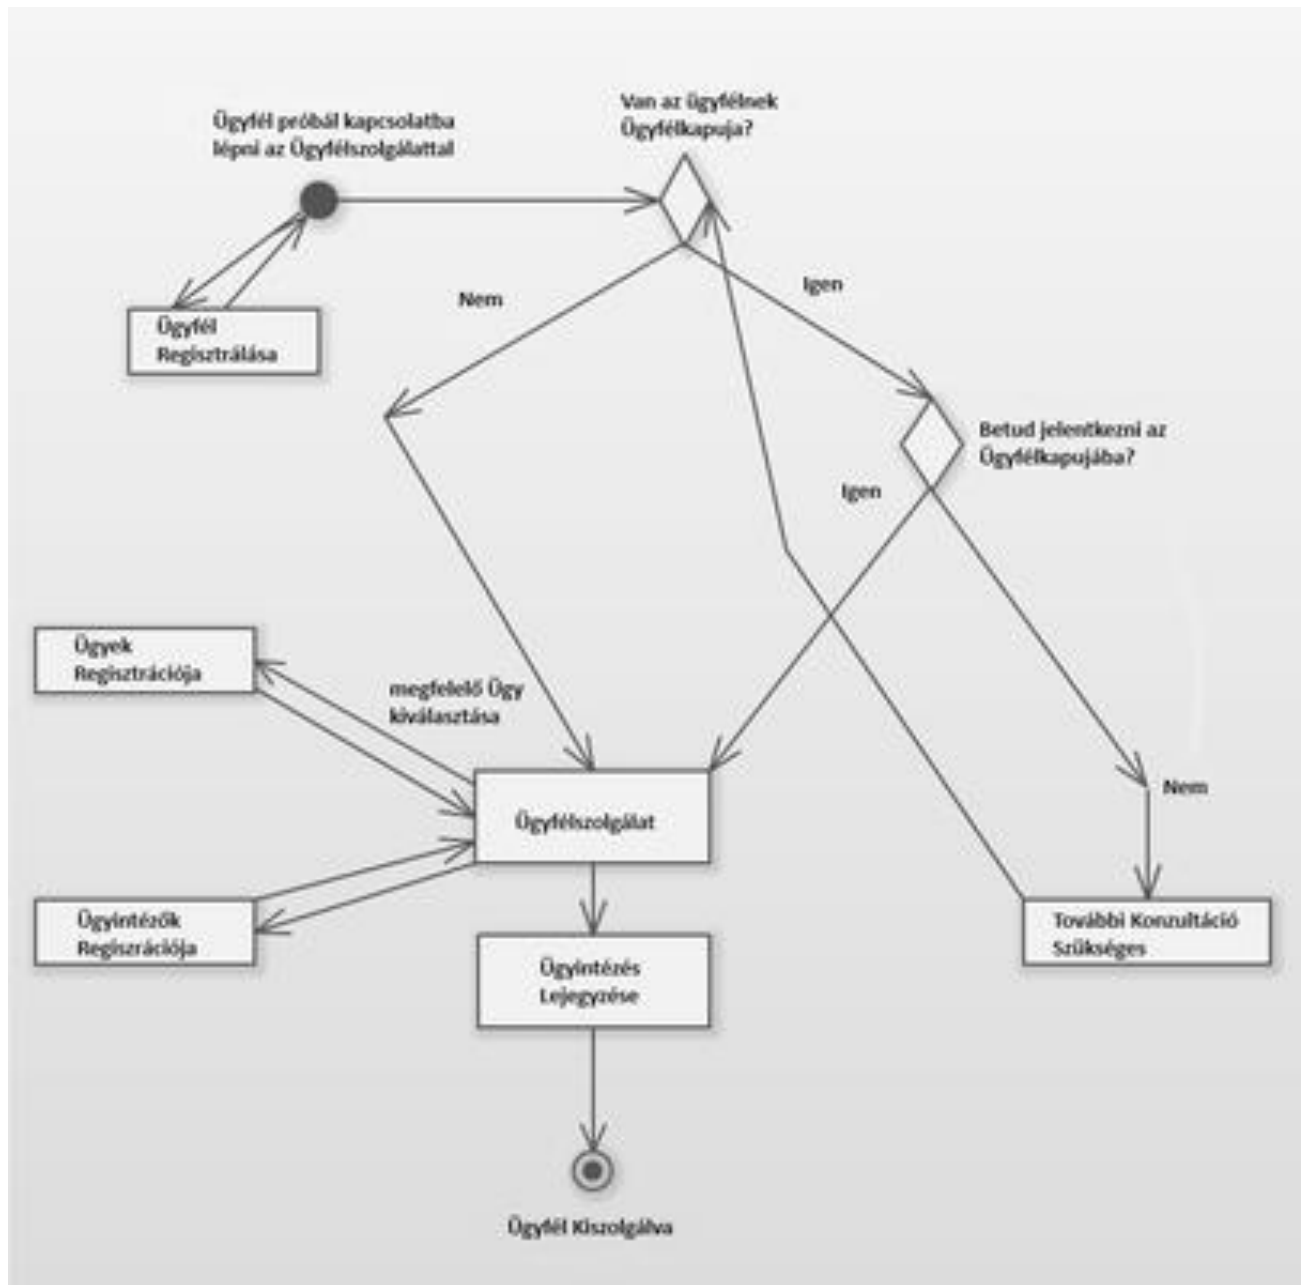 Ügyfél próbál kapcsolatba
lépni az Ügyfélszolgálattal
Van az ügyfélnek
Ügyfélkapuja?
Nem
Igen
Ügyfél
Regisztrálása
Betud jelentkezni az
Ügyfélkapujába?
Igen
Ügyek
Regisztrációja
megfelelő Ügy
kiválasztása
Nem
Ügyfélszolgálat
Ügyintézők
Regiszrációja
További Konzultáció
Szükséges
Ügyintézés
Lejegyzése
Ügyfél Kiszolgálva